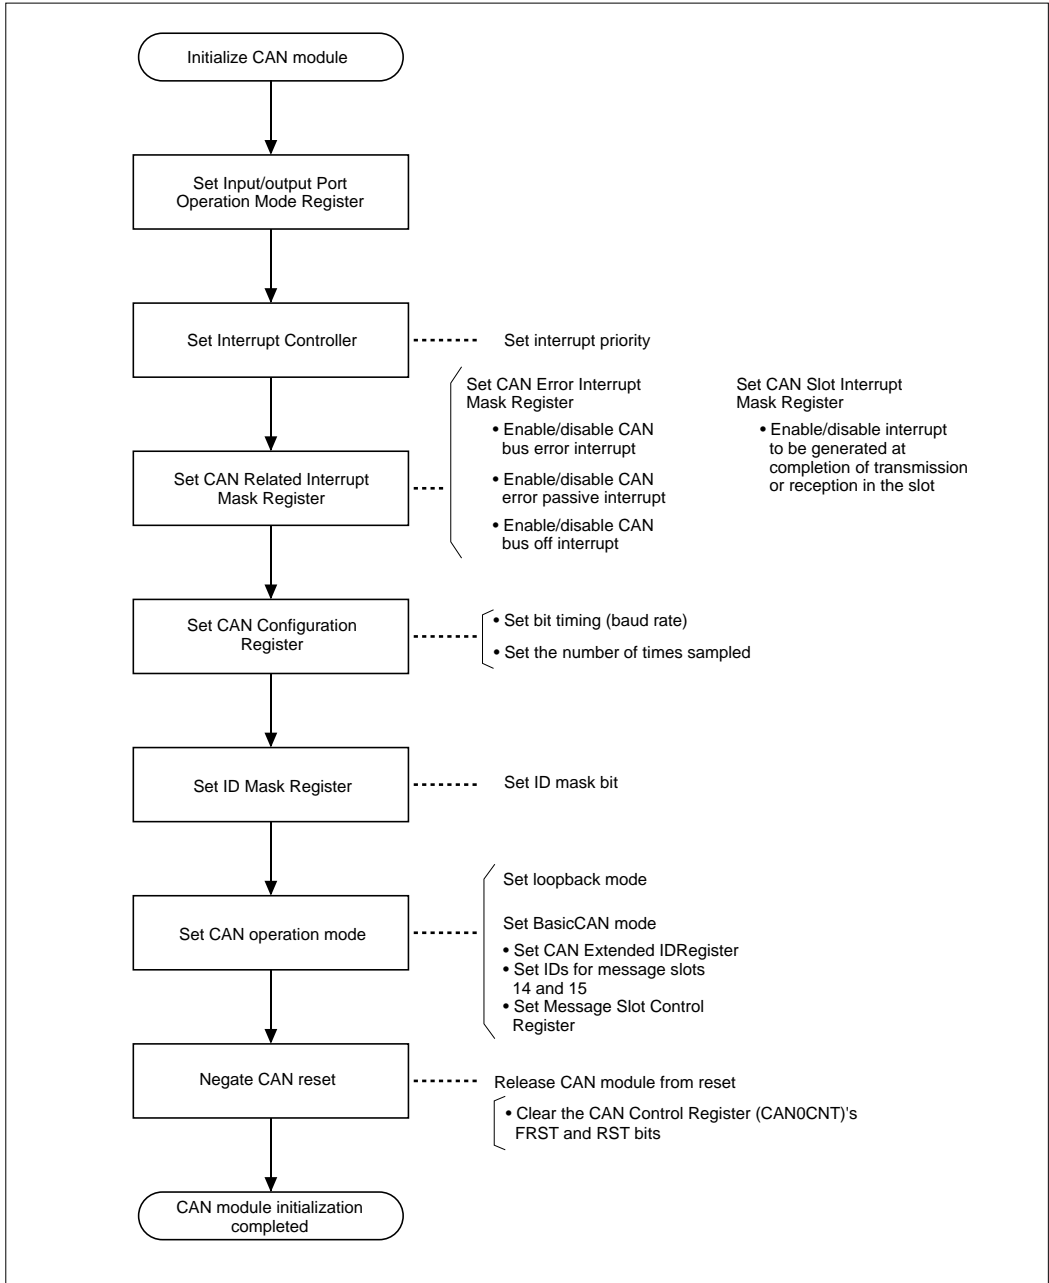 Initialize CAN module
Set Input/output Port
Operation Mode Register
Set Interrupt Controller
Set interrupt priority
Set CAN Related Interrupt
Mask Register
Set CAN Error Interrupt
Mask Register
• Enable/disable CAN
bus error interrupt
• Enable/disable CAN
error passive interrupt
• Enable/disable CAN
bus off interrupt
Set CAN Slot Interrupt
Mask Register
• Enable/disable interrupt
to be generated at
completion of transmission
or reception in the slot
Set CAN Configuration
Register
• Set bit timing (baud rate)
• Set the number of times sampled
Set ID Mask Register
Set ID mask bit
Set CAN operation mode
Set loopback mode
Set BasicCAN mode
• Set CAN Extended IDRegister
• Set IDs for message slots
14 and 15
• Set Message Slot Control
Register
Negate CAN reset
Release CAN module from reset
• Clear the CAN Control Register (CAN0CNT)'s
FRST and RST bits
CAN module initialization
completed